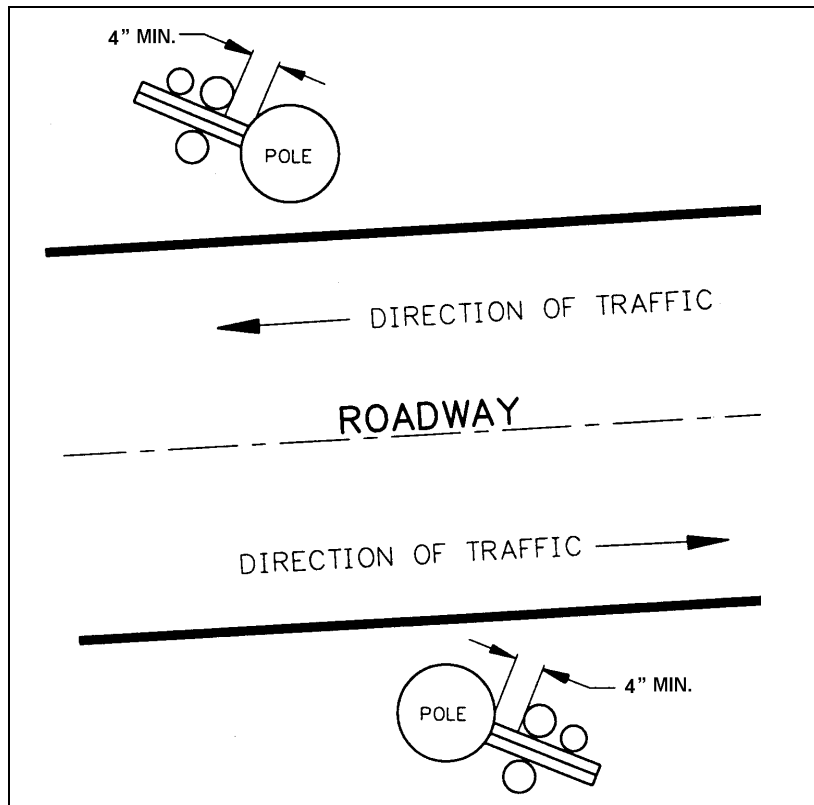 4” MIN.
POLE
DIRECTION OF TRAFFIC
ROADWAY
DIRECTION OF TRAFFIC
POLE
4” MIN.